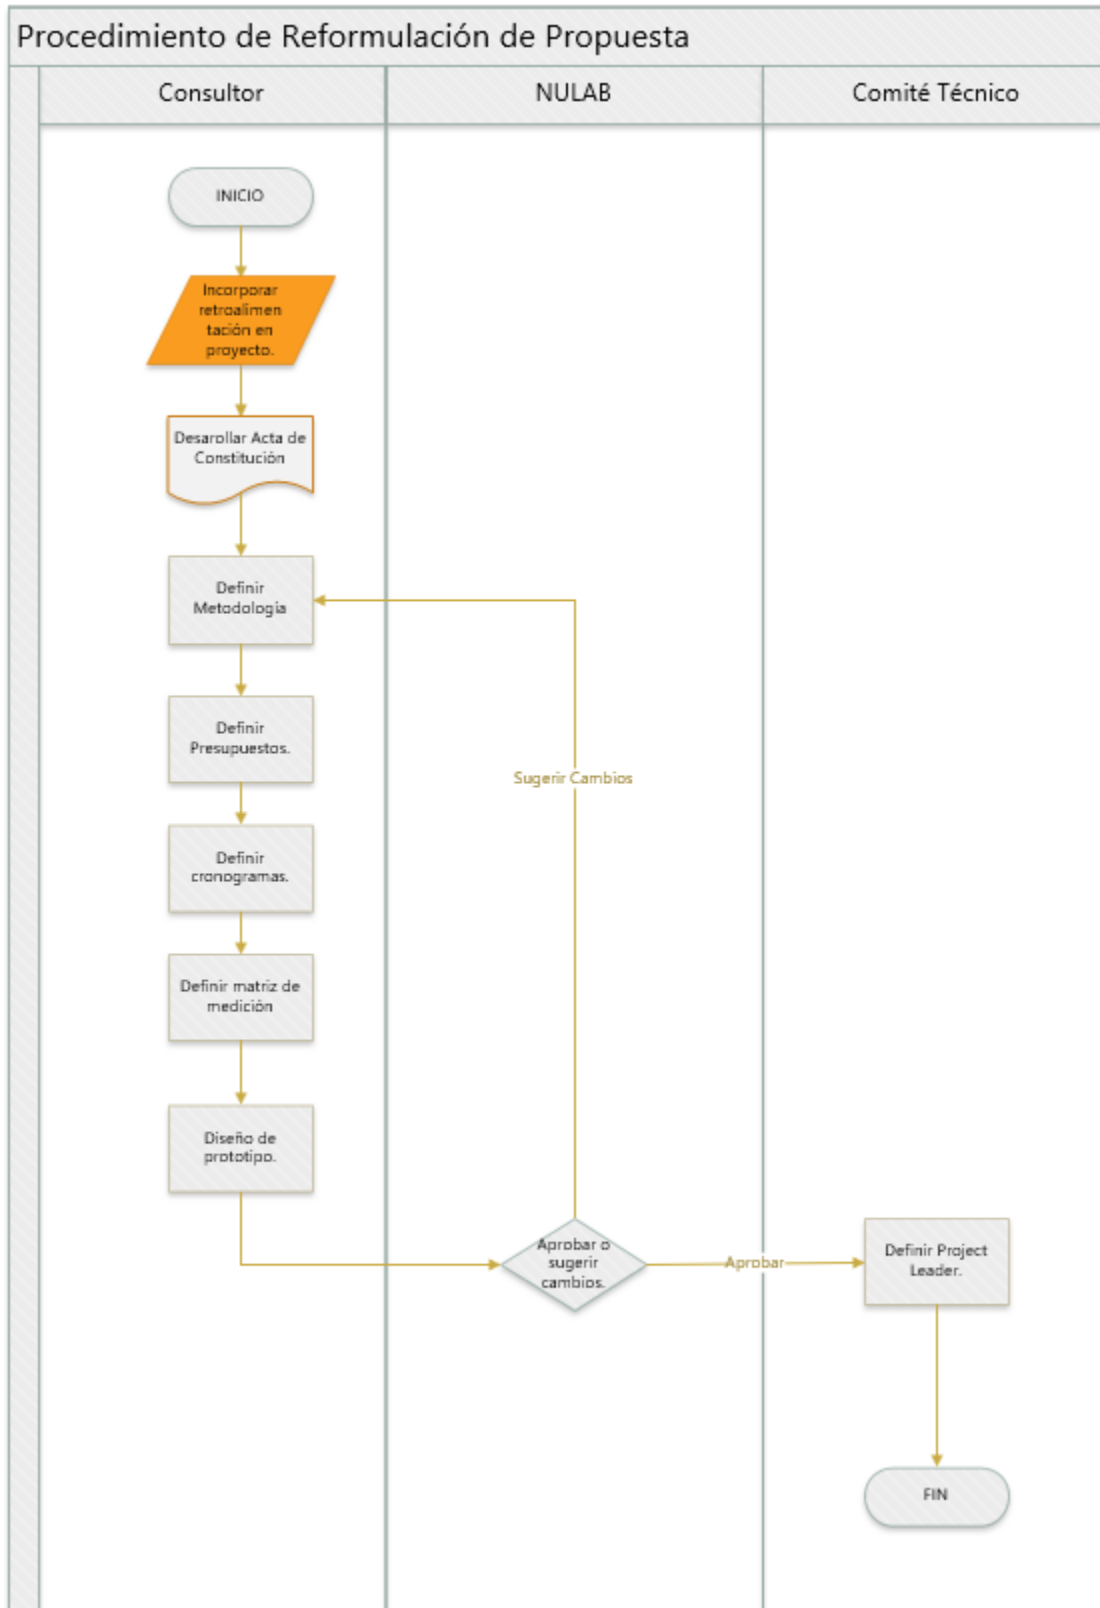 Procedimiento de Reformulación de Propuesta
Consultor
NULAB
Comité Técnico
INICIO
Incorporar
retroalimen
tación en
proyecto.
Desarollar Acta de
Constitución
Definir
Metodología
Definir
Presupuestos.
Sugerir Cambios
Definir
cronogramas.
Definir matriz de
medición
Diseño de
prototipo.
Aprobar o
sugerir
cambios.
Aprobar
Definir Project
Leader.
FIN